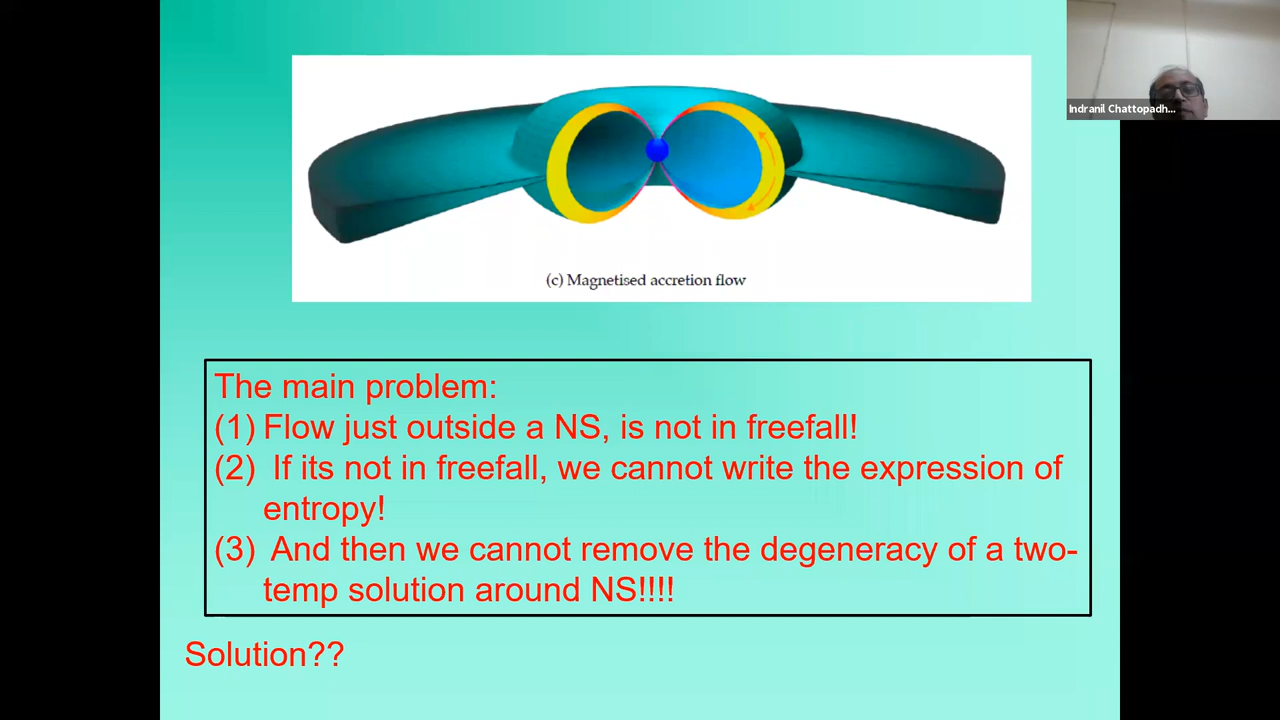 Indranil Chattopadh...
(c) Magnetised accretion flow
The main problem:
(1) Flow just outside a NS, is not in freefall!
(2) If its not in freefall, we cannot write the expression of
entropy!
(3) And then we cannot remove the degeneracy of a two-
temp solution around NS!!!!
Solution??